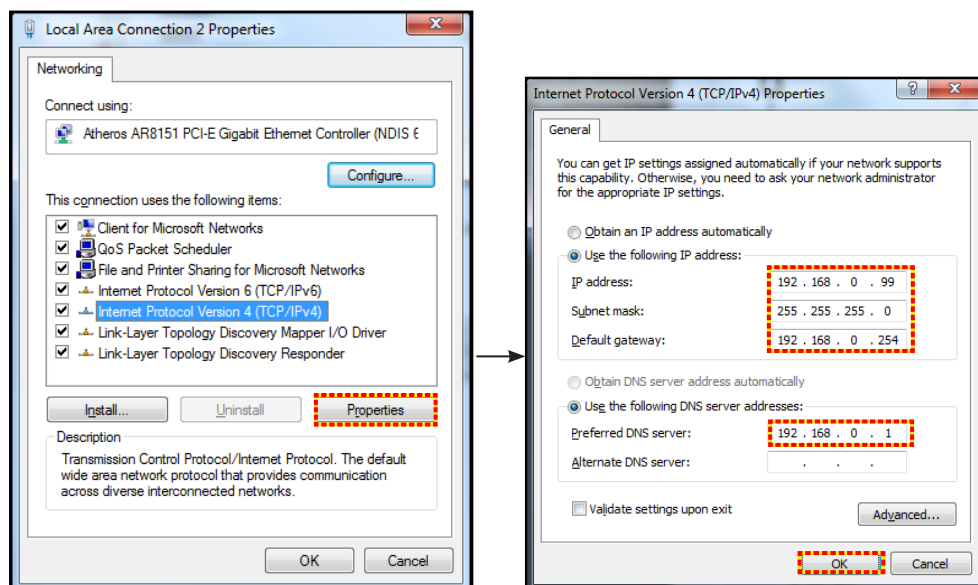 Local Area Connection 2 Properties
Networking
Connect using:
Atheros AR8151 PCI-E Gigabit Ethernet Controller (NDIS 6
Configure...
This connection uses the following items:
Client for Microsoft Networks
QoS Packet Scheduler
File and Printer Sharing for Microsoft Networks
Internet Protocol Version 6 (TCP/IPv6)
Internet Protocol Version 4 (TCP/IPv4)
Link-Layer Topology Discovery Mapper I/O Driver
Link-Layer Topology Discovery Responder
Install...
Uninstall
Properties
Description
Transmission Control Protocol/Internet Protocol. The default
wide area network protocol that provides communication
across diverse interconnected networks.
OK
Cancel
Internet Protocol Version 4 (TCP/IPv4) Properties
General
You can get IP settings assigned automatically if your network supports
this capability. Otherwise, you need to ask your network administrator
for the appropriate IP settings.
Obtain an IP address automatically
Use the following IP address:
IP address: 192 . 168 . 0 . 99
Subnet mask: 255 . 255 . 255 . 0
Default gateway: 192 . 168 . 0 . 254
Obtain DNS server address automatically
Use the following DNS server addresses:
Preferred DNS server: 192 . 168 . 0 . 1
Alternate DNS server: . . .
Validate settings upon exit
Advanced...
OK
Cancel